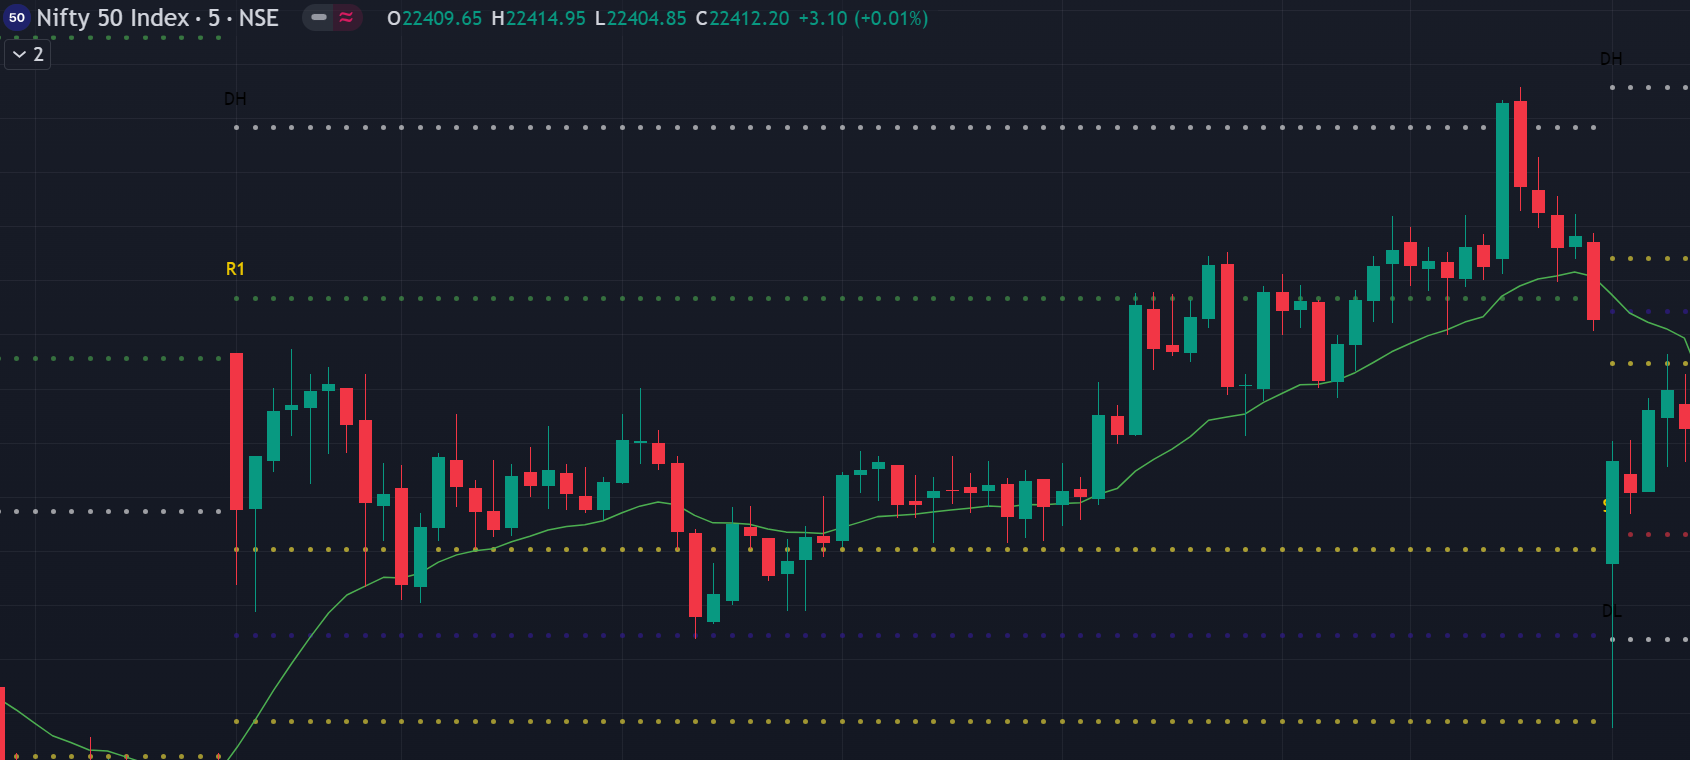 50 Nifty 50 Index · 5 · NSE O22409.65 H22414.95 L22404.85 C22412.20 +3.10 (+0.01%)
2
DH
DH
R1
DL